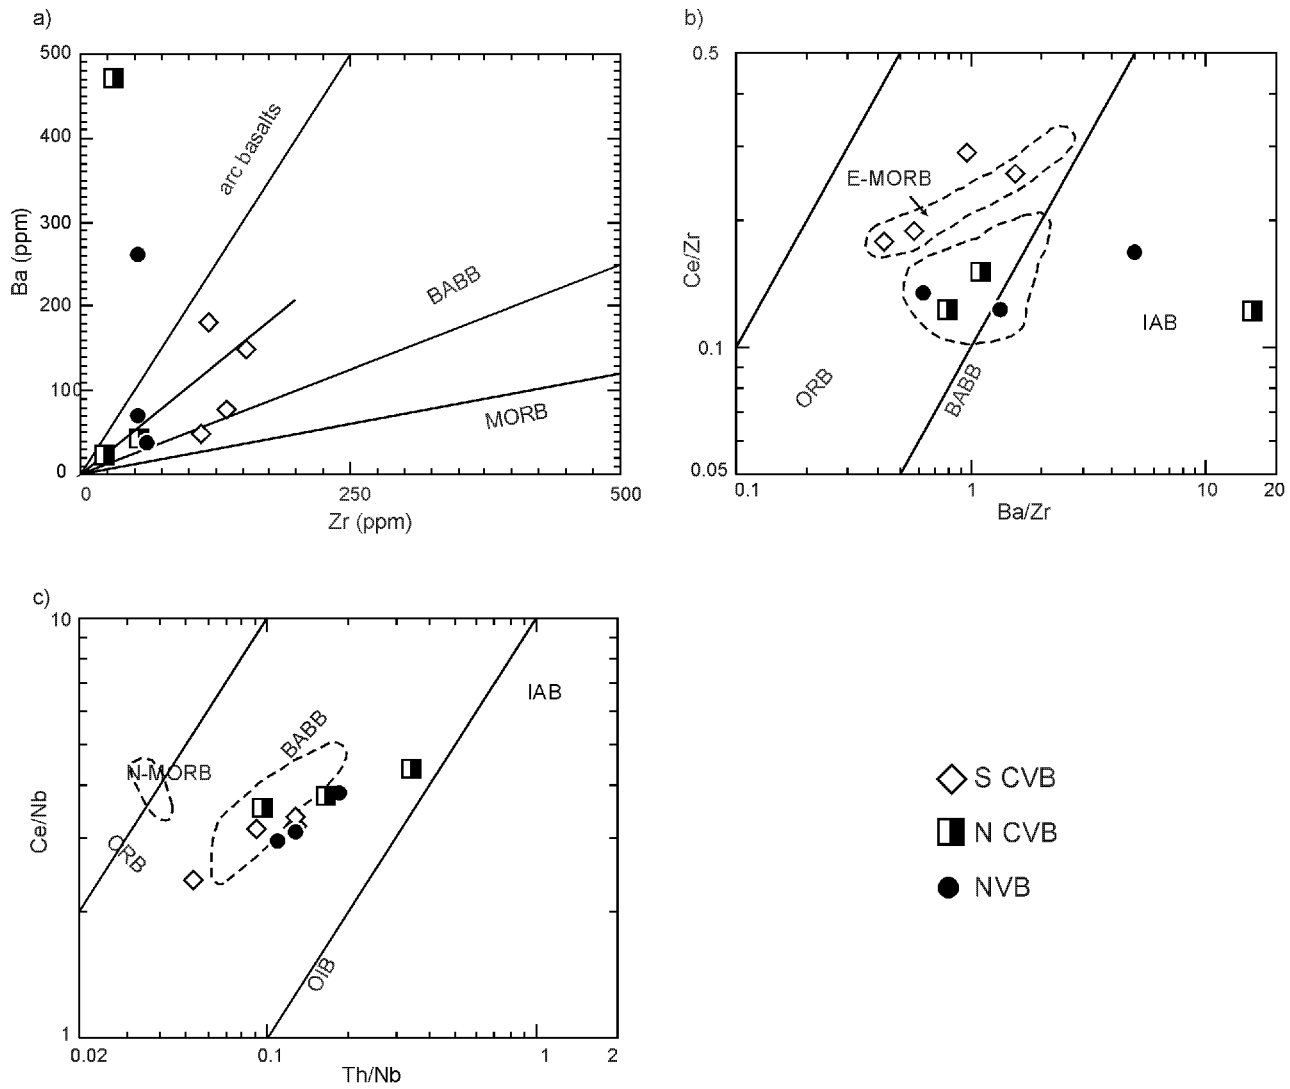 a)
500
400
300
200
100
0
Ba (ppm)
arc basalts
BABB
MORB
0
250
500
Zr (ppm)
b)
0.5
0.1
0.05
Ce/Zr
E-MORB
ORB
BABB
IAB
0.1
1
10
20
Ba/Zr
c)
10
1
Ce/Nb
N-MORB
ORB
BABB
OIB
IAB
0.02
0.1
1
2
Th/Nb
S CVB
N CVB
NVB